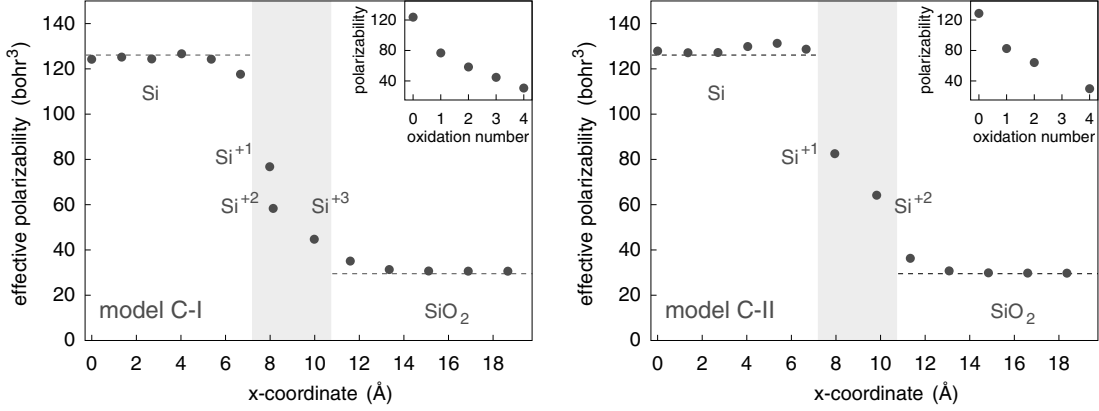 140
120
100
80
60
40
20
0
effective polarizability (bohr³)
0 2 4 6 8 10 12 14 16 18
x-coordinate (Å)
Si
Si⁺¹
Si⁺²
Si⁺³
SiO₂
model C-I
120
80
40
polarizability
0 1 2 3 4
oxidation number
140
120
100
80
60
40
20
0
effective polarizability (bohr³)
0 2 4 6 8 10 12 14 16 18
x-coordinate (Å)
Si
Si⁺¹
Si⁺²
SiO₂
model C-II
120
80
40
polarizability
0 1 2 3 4
oxidation number